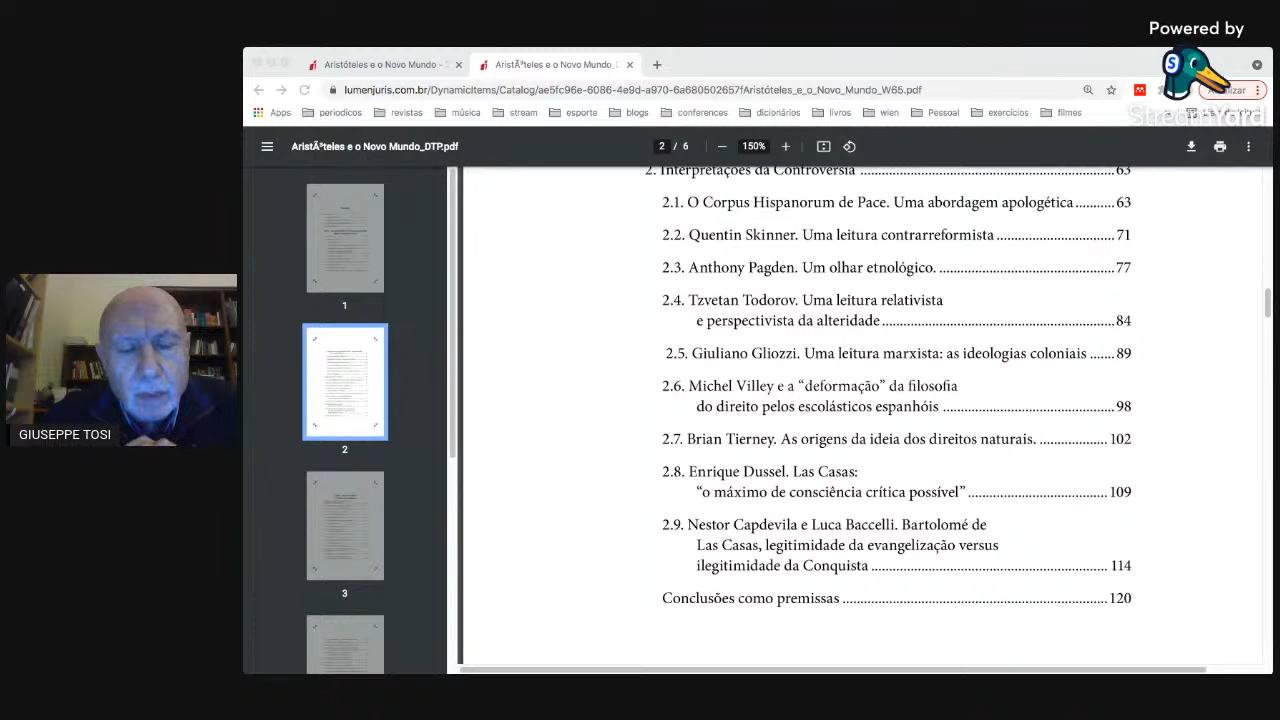 Powered by
StreamYard
Aristóteles e o Novo Mundo - 
AristÃªteles e o Novo Mundo_D
lumenjuris.com.br/DynamicItems/Catalog/ae5fc96e-6086-4e9d-a970-6a680502657fAristóteles_e_o_Novo_Mundo_W65.pdf
Apps periodicos revistas música stream esporte blogs conferences dicionários livros wien Pessoal exercícios filmes
AristÃªteles e o Novo Mundo_DTP.pdf
2 / 6
150%
2. Interpretações da Controvérsia 63
2.1. O Corpus Hispanorum de Pace. Uma abordagem apologética 63
2.2. Quentin Skinner. Uma leitura contrarreformista 71
2.3. Anthony Pagden. Um olhar etnológico. 77
2.4. Tzvetan Todorov. Uma leitura relativista
e perspectivista da alteridade 84
2.5. Giuliano Gliozzi. Uma leitura marxista: as ideologias coloniais 89
2.6. Michel Villey e a "deformação" da filosofia
do direito pelos escolásticos espanhóis 98
2.7. Brian Tierney. As origens da ideia dos direitos naturais. 102
2.8. Enrique Dussel. Las Casas:
“o máximo de consciência crítica possível” 109
2.9. Nestor Capdevila e Luca Baccelli. Bartolomé de
Las Casas, legitimidade da evangelização versus
ilegitimidade da Conquista 114
Conclusões como premissas 120
1
2
3
GIUSEPPE TOSI